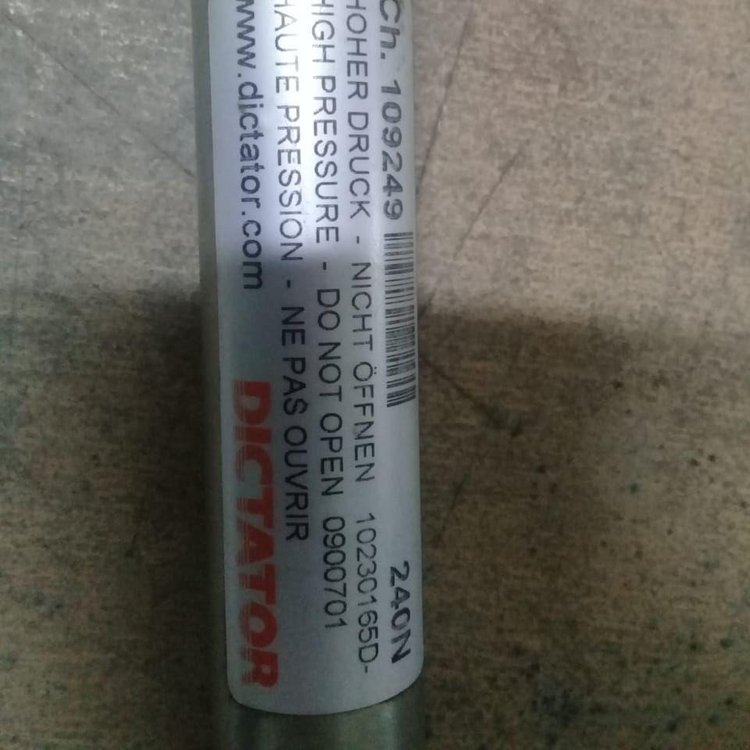 Ch. 109249 240N
HOHER DRUCK - NICHT ÖFFNEN 10230165D-
HIGH PRESSURE - DO NOT OPEN 0900701
HAUTE PRESSION - NE PAS OUVRIR
www.dictator.com DICTATOR